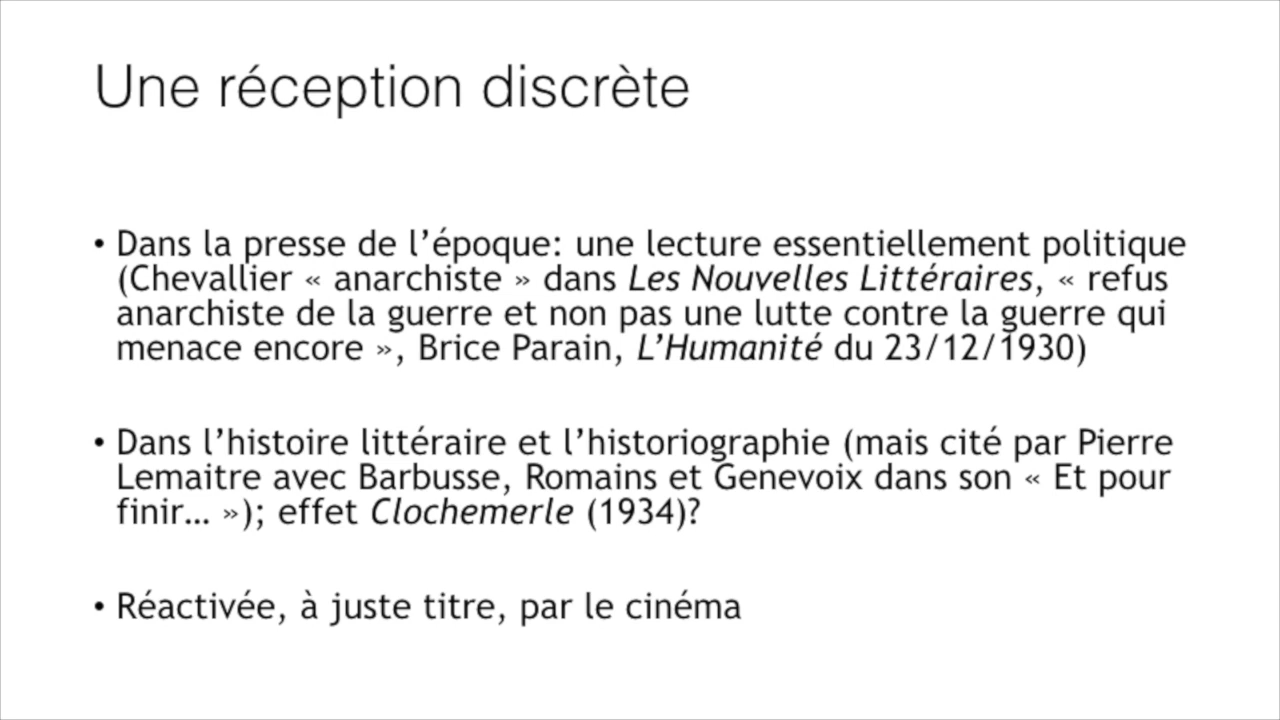 Une réception discrète
• Dans la presse de l’époque: une lecture essentiellement politique
(Chevallier « anarchiste » dans Les Nouvelles Littéraires, « refus
anarchiste de la guerre et non pas une lutte contre la guerre qui
menace encore », Brice Parain, L’Humanité du 23/12/1930)
• Dans l’histoire littéraire et l’historiographie (mais cité par Pierre
Lemaitre avec Barbusse, Romains et Genevoix dans son « Et pour
finir… »); effet Clochemerle (1934)?
• Réactivée, à juste titre, par le cinéma